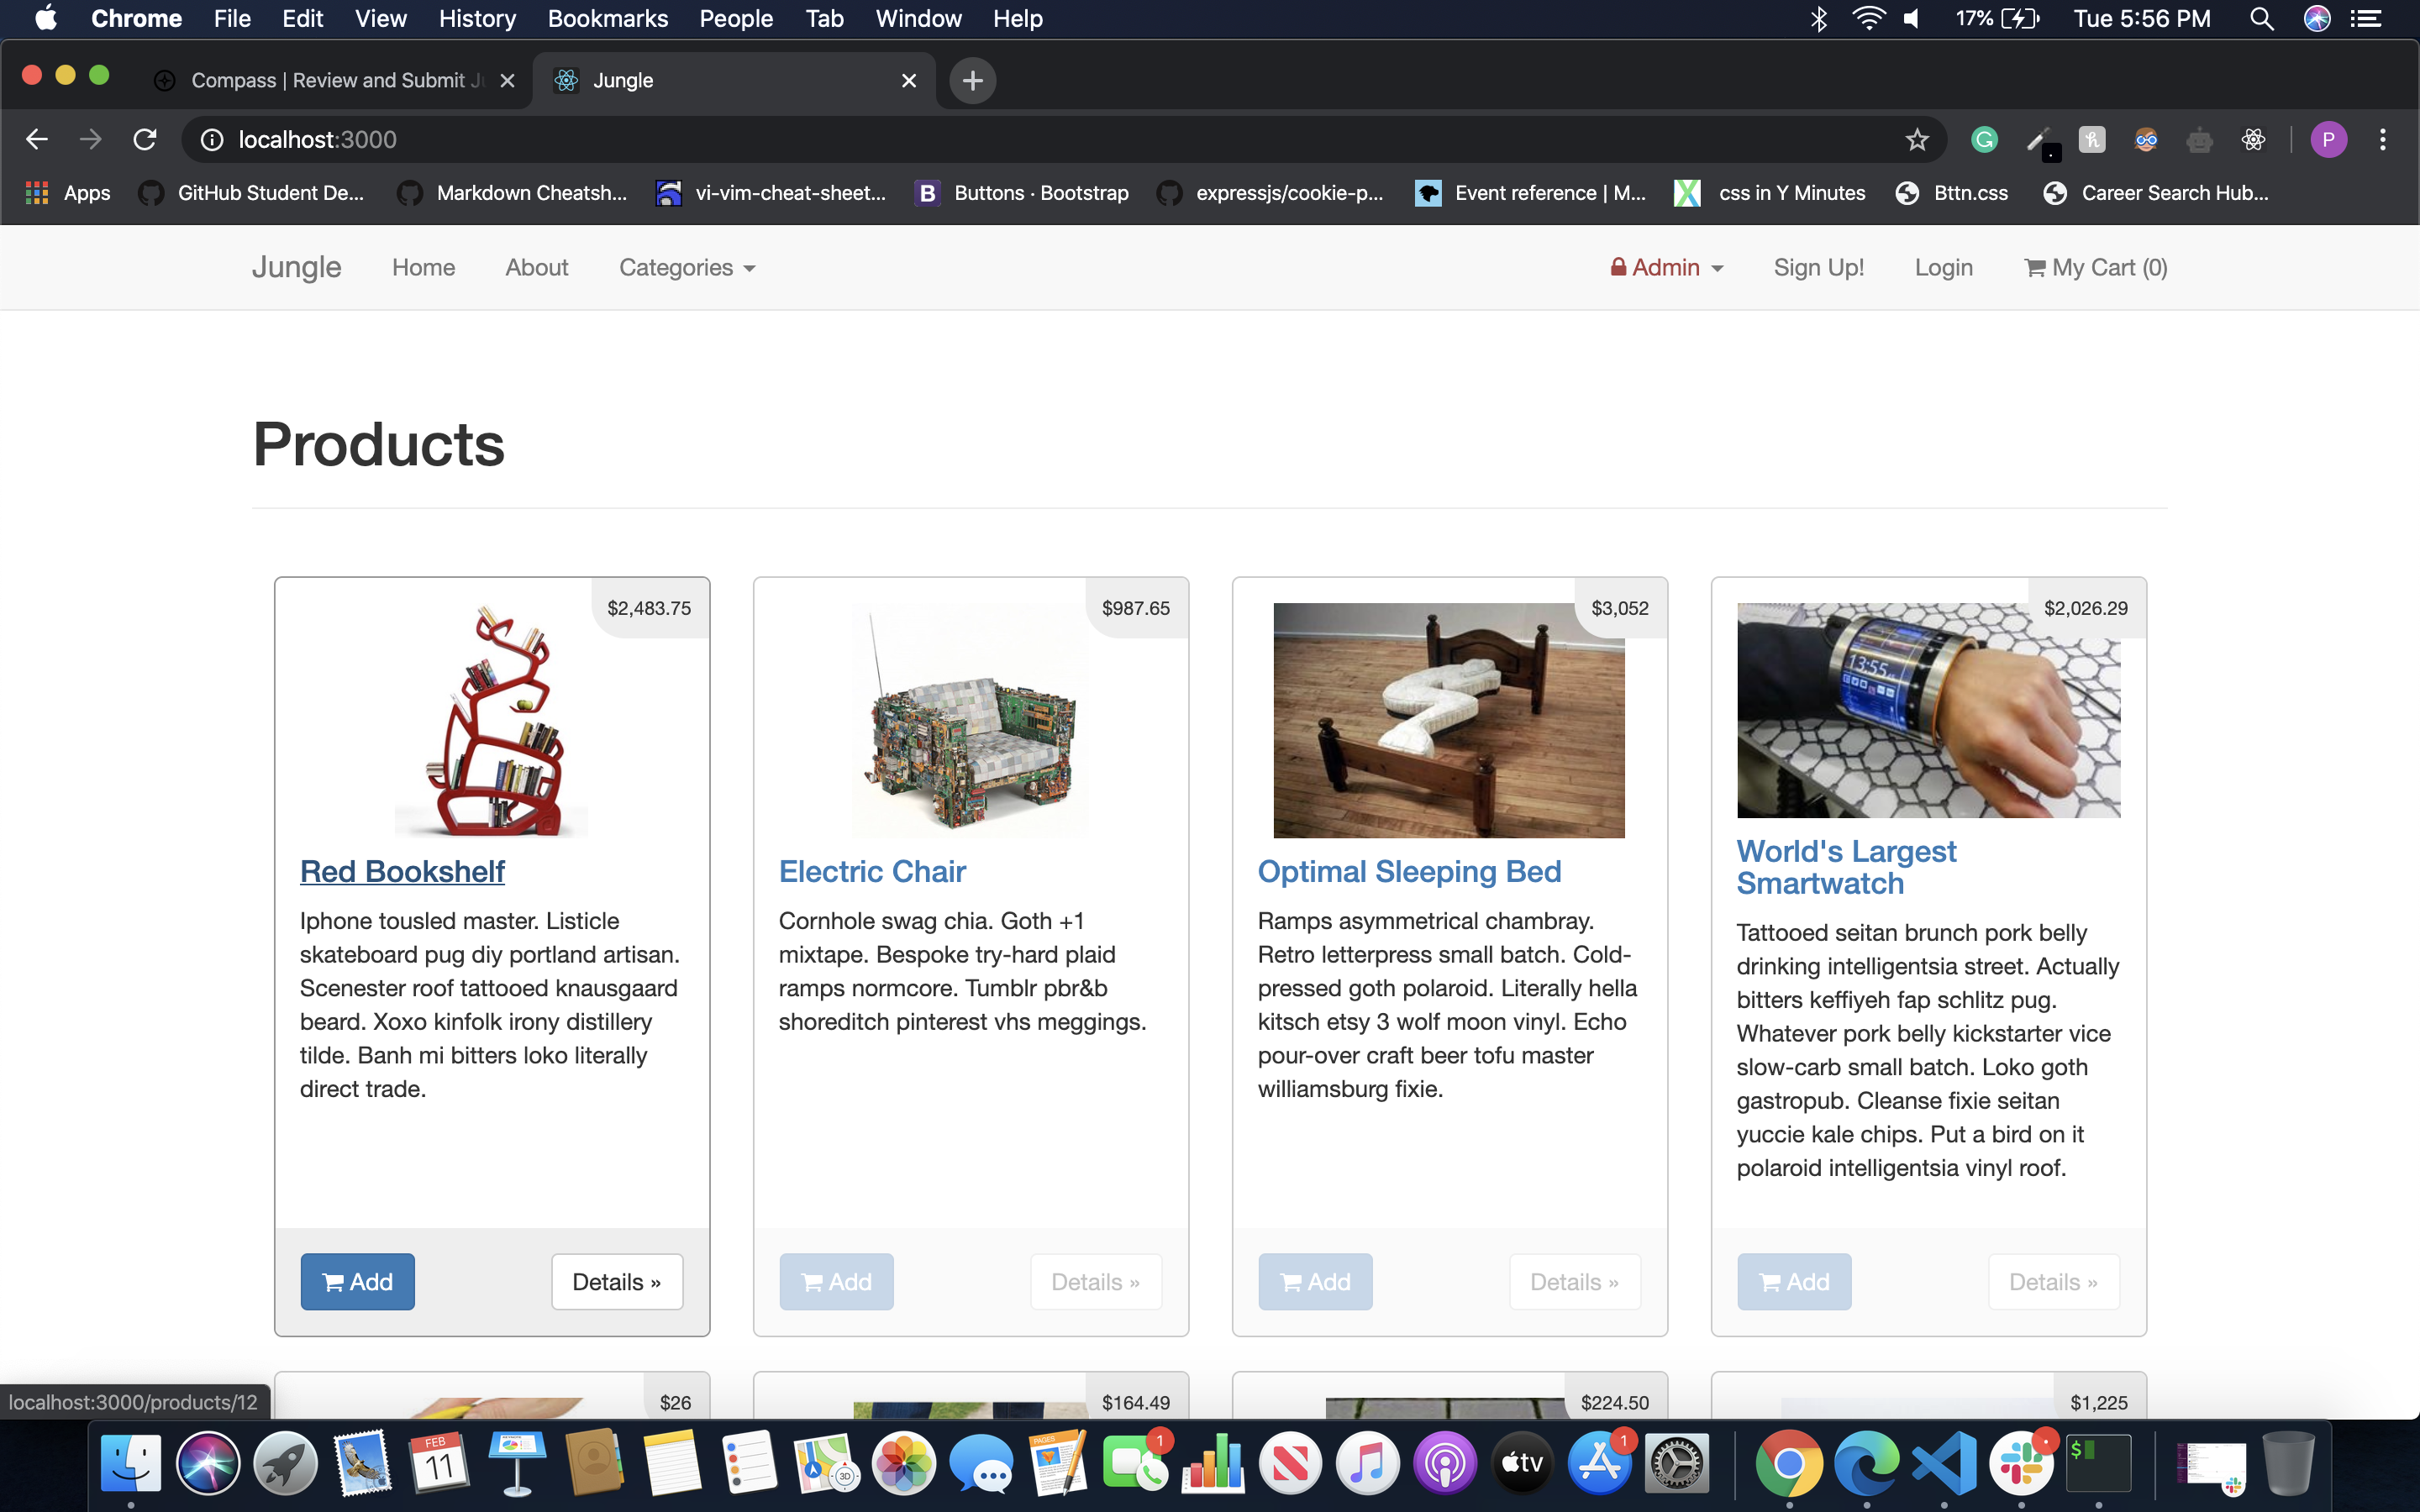 Chrome File Edit View History Bookmarks People Tab Window Help 17% Tue 5:56 PM
Compass | Review and Submit Jungle
localhost:3000 P
Apps GitHub Student De... Markdown Cheatsh... vi-vim-cheat-sheet... B Buttons · Bootstrap expressjs/cookie-p... Event reference | M... css in Y Minutes Bttn.css Career Search Hub...
Jungle Home About Categories Admin Sign Up! Login My Cart (0)
Products
$2,483.75
Red Bookshelf
Iphone tousled master. Listicle
skateboard pug diy portland artisan.
Scenester roof tattooed knausgaard
beard. Xoxo kinfolk irony distillery
tilde. Banh mi bitters loko literally
direct trade.
Add Details »
$987.65
Electric Chair
Cornhole swag chia. Goth +1
mixtape. Bespoke try-hard plaid
ramps normcore. Tumblr pbr&b
shoreditch pinterest vhs meggings.
Add Details »
$3,052
Optimal Sleeping Bed
Ramps asymmetrical chambray.
Retro letterpress small batch. Cold-
pressed goth polaroid. Literally hella
kitsch etsy 3 wolf moon vinyl. Echo
pour-over craft beer tofu master
williamsburg fixie.
Add Details »
$2,026.29
13:55
World's Largest
Smartwatch
Tattooed seitan brunch pork belly
drinking intelligentsia street. Actually
bitters keffiyeh fap schlitz pug.
Whatever pork belly kickstarter vice
slow-carb small batch. Loko goth
gastropub. Cleanse fixie seitan
yuccie kale chips. Put a bird on it
polaroid intelligentsia vinyl roof.
Add Details »
$26 $164.49 $224.50 $1,225
localhost:3000/products/12
FEB
11
PAGES
3D
1
tv
1
$